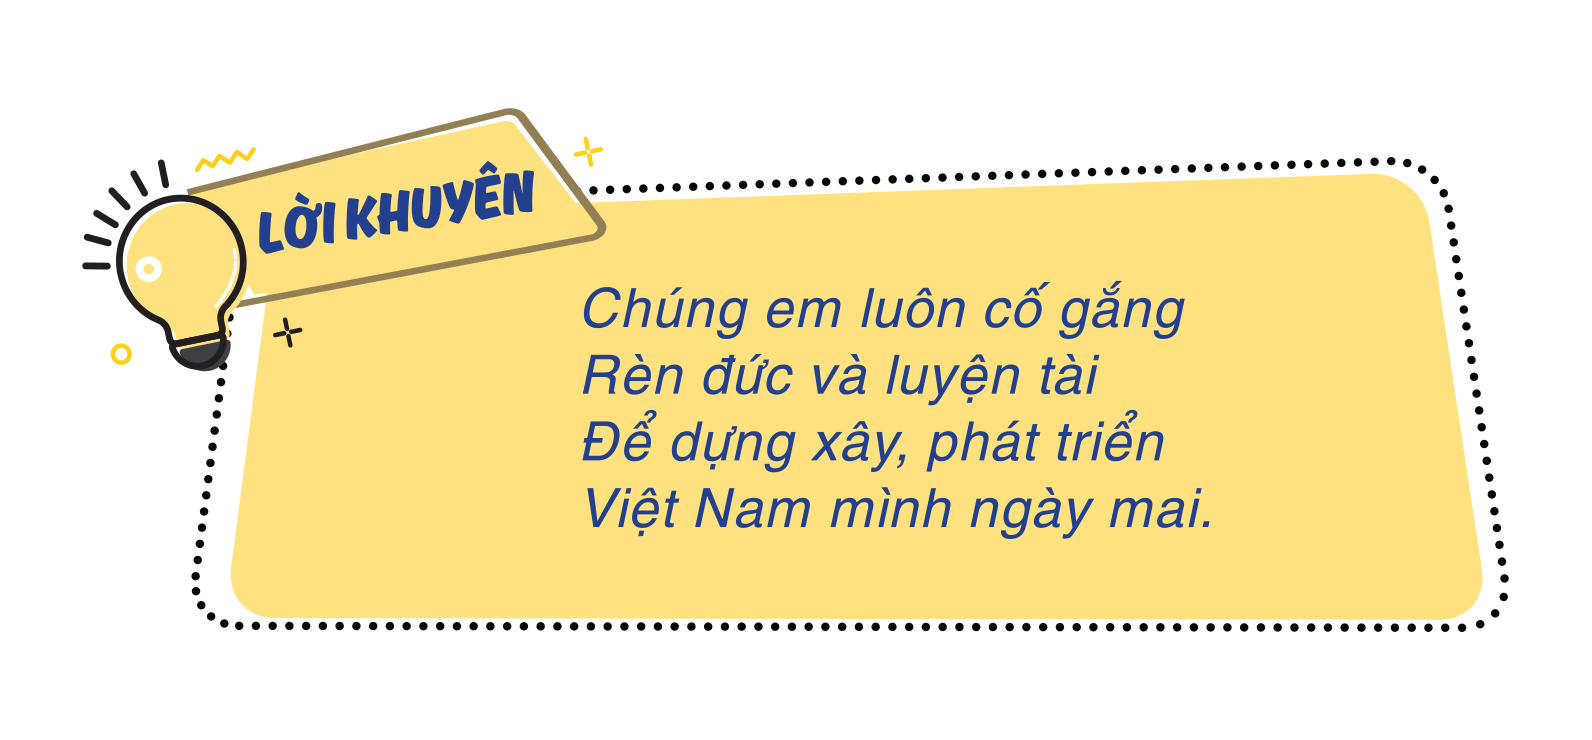 LỜI KHUYÊN
Chúng em luôn cố gắng
Rèn đức và luyện tài
Để dựng xây, phát triển
Việt Nam mình ngày mai.